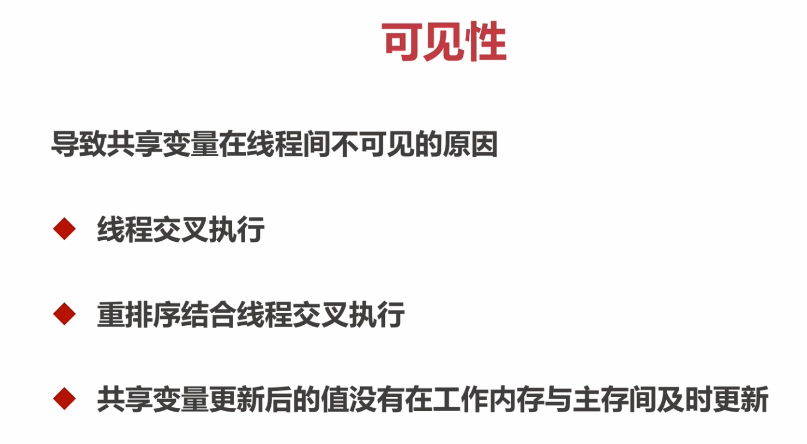 可见性
导致共享变量在线程间不可见的原因
线程交叉执行
重排序结合线程交叉执行
共享变量更新后的值没有在工作内存与主存间及时更新